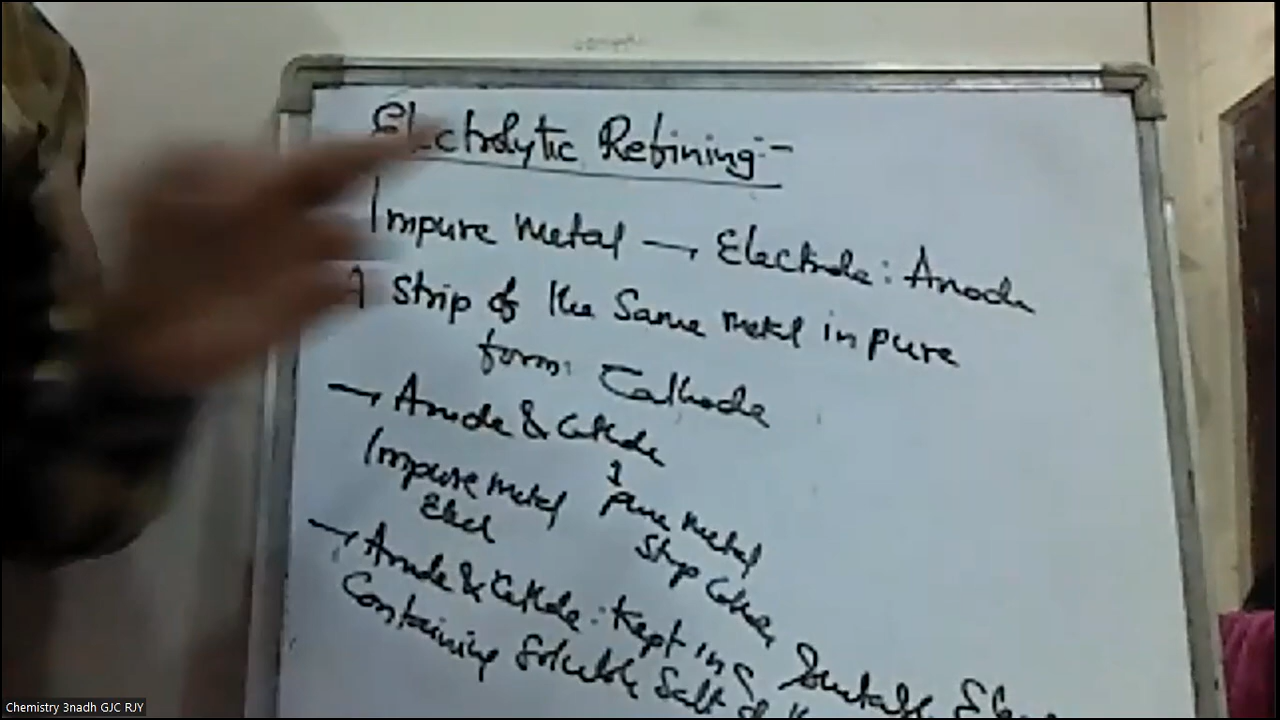 Electrolytic Refining:-
Impure metal → Electrode: Anode
A strip of the same metal in pure
form: Cathode
→ Anode & Cathode
Impure metal pure metal
Elect strip
→ Anode & Cathode: Kept in a Suitable
Containing Soluble Salt of
Chemistry 3nadh GJC RJY